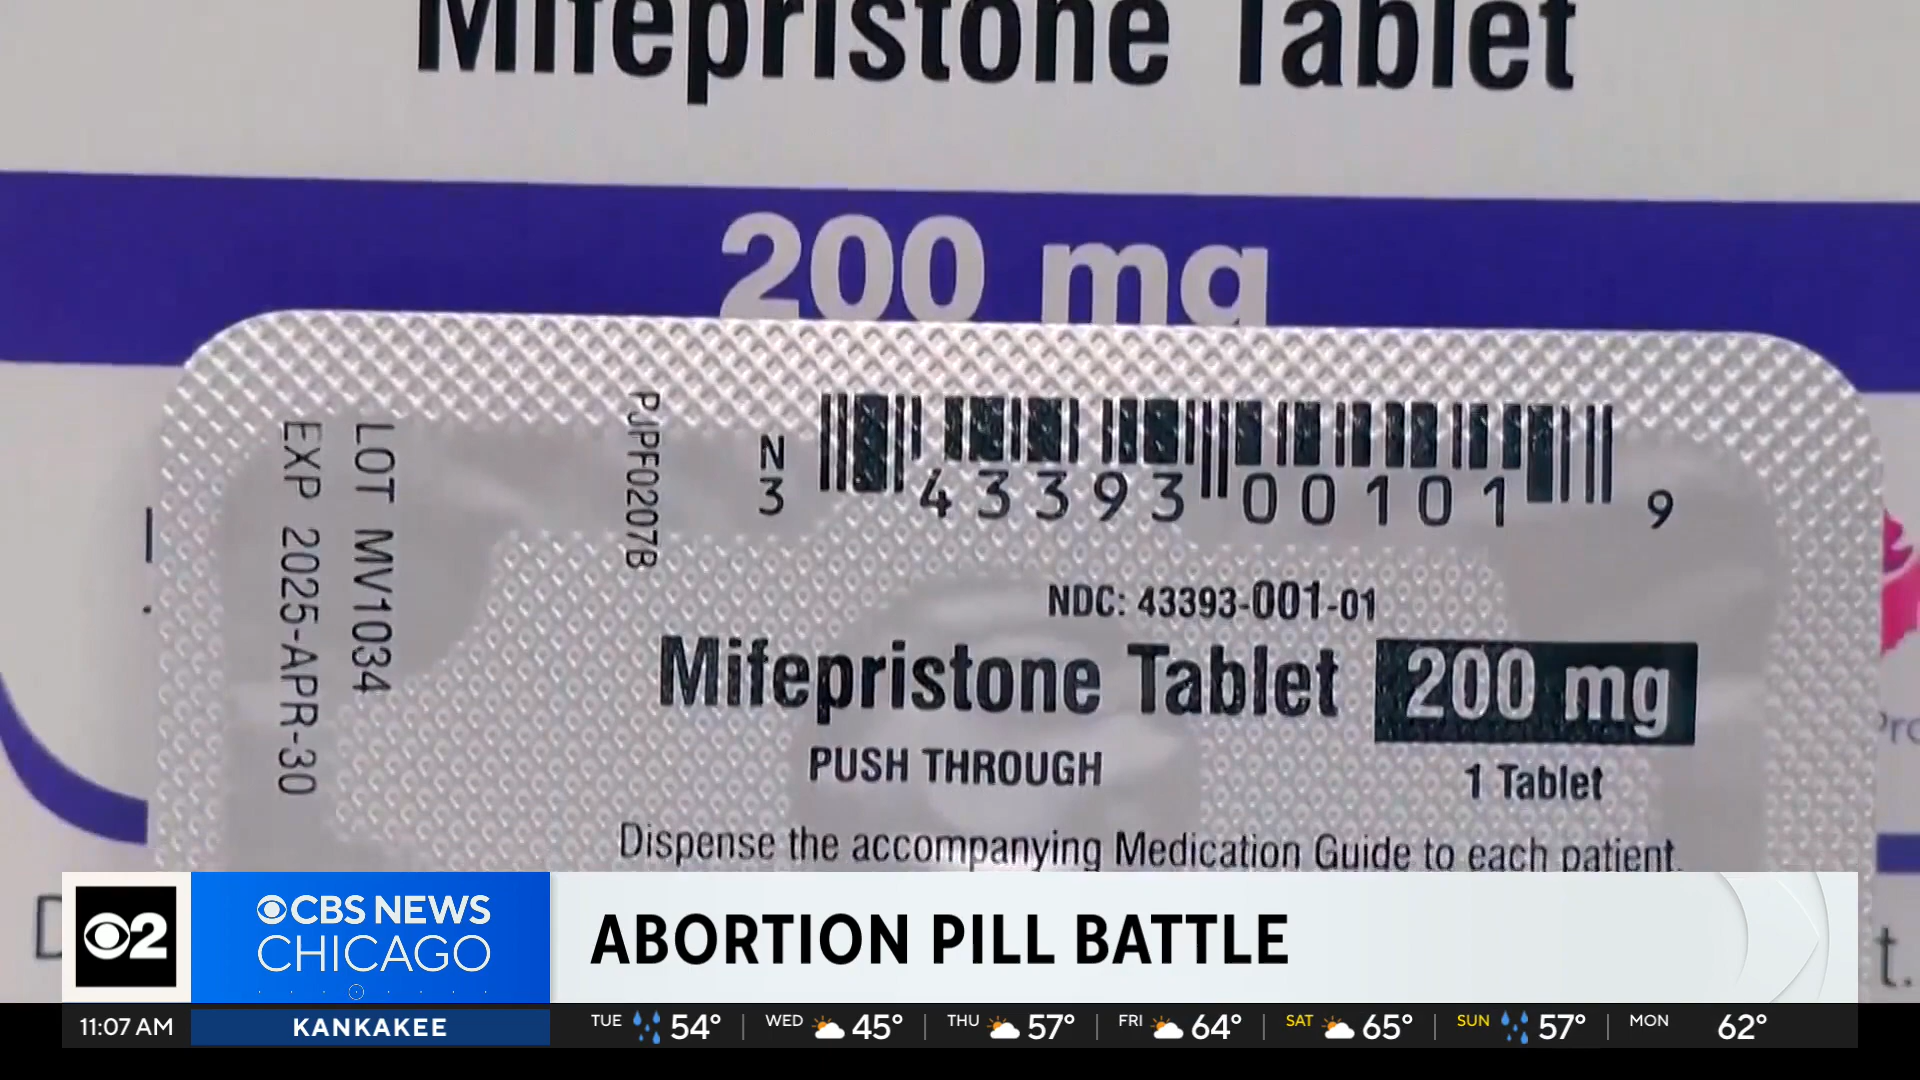 Mifepristone Tablet
200 mg
N
3
43393 00101 9
PJPF0207B
LOT MV1034
EXP 2025-APR-30
NDC: 43393-001-01
Mifepristone Tablet 200 mg
PUSH THROUGH
1 Tablet
Dispense the accompanying Medication Guide to each patient.
2
CBS NEWS
CHICAGO
ABORTION PILL BATTLE
11:07 AM
KANKAKEE
TUE 54° WED 45° THU 57° FRI 64° SAT 65° SUN 57° MON 62°